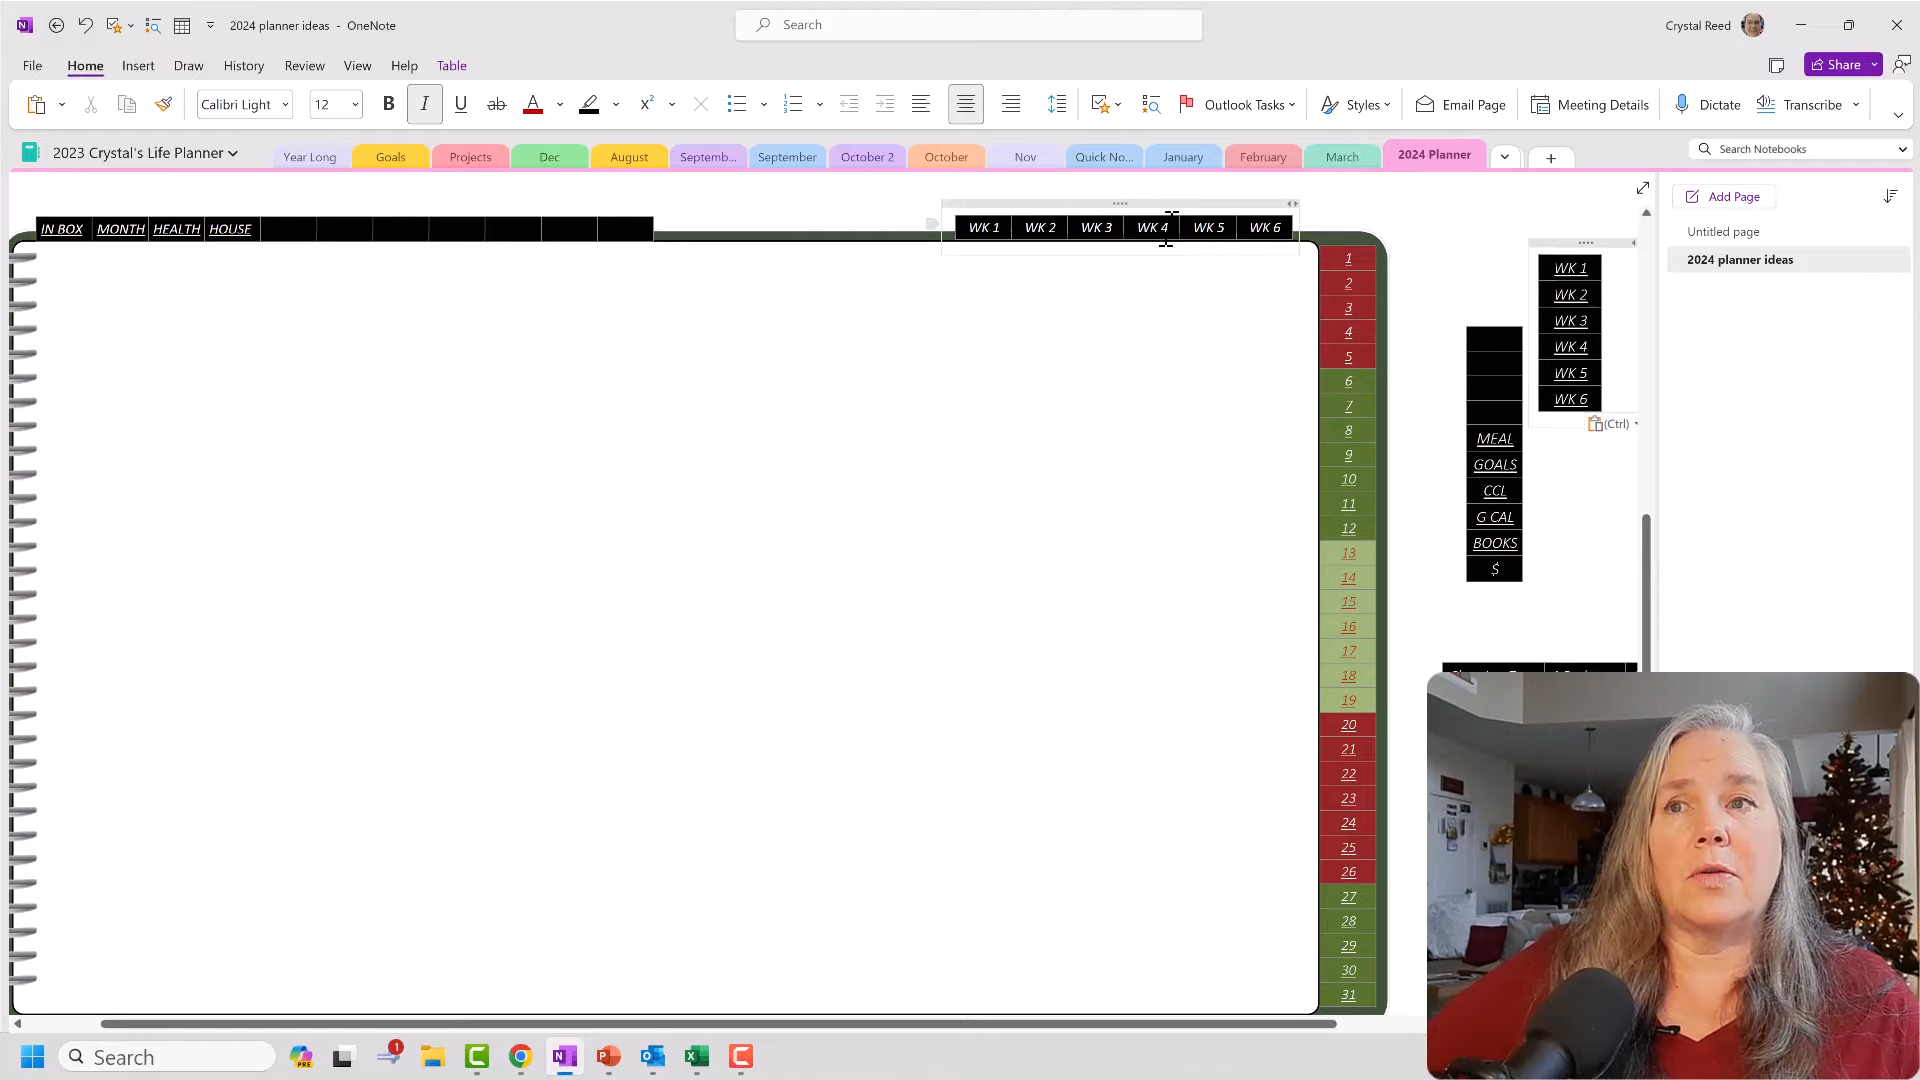 2024 planner ideas - OneNote
Search
Crystal Reed
File Home Insert Draw History Review View Help Table
Share
Calibri Light 12 B I U ab A x² Outlook Tasks Styles Email Page Meeting Details Dictate Transcribe
2023 Crystal's Life Planner
Year Long Goals Projects Dec August Septemb... September October 2 October Nov Quick No... January February March 2024 Planner
Search Notebooks
Add Page
Untitled page
2024 planner ideas
IN BOX MONTH HEALTH HOUSE
WK 1 WK 2 WK 3 WK 4 WK 5 WK 6
1
2
3
4
5
6
7
8
9
10
11
12
13
14
15
16
17
18
19
20
21
22
23
24
25
26
27
28
29
30
31
WK 1
WK 2
WK 3
WK 4
WK 5
WK 6
(Ctrl)
MEAL
GOALS
CCL
G CAL
BOOKS
$
Search
PRE
1